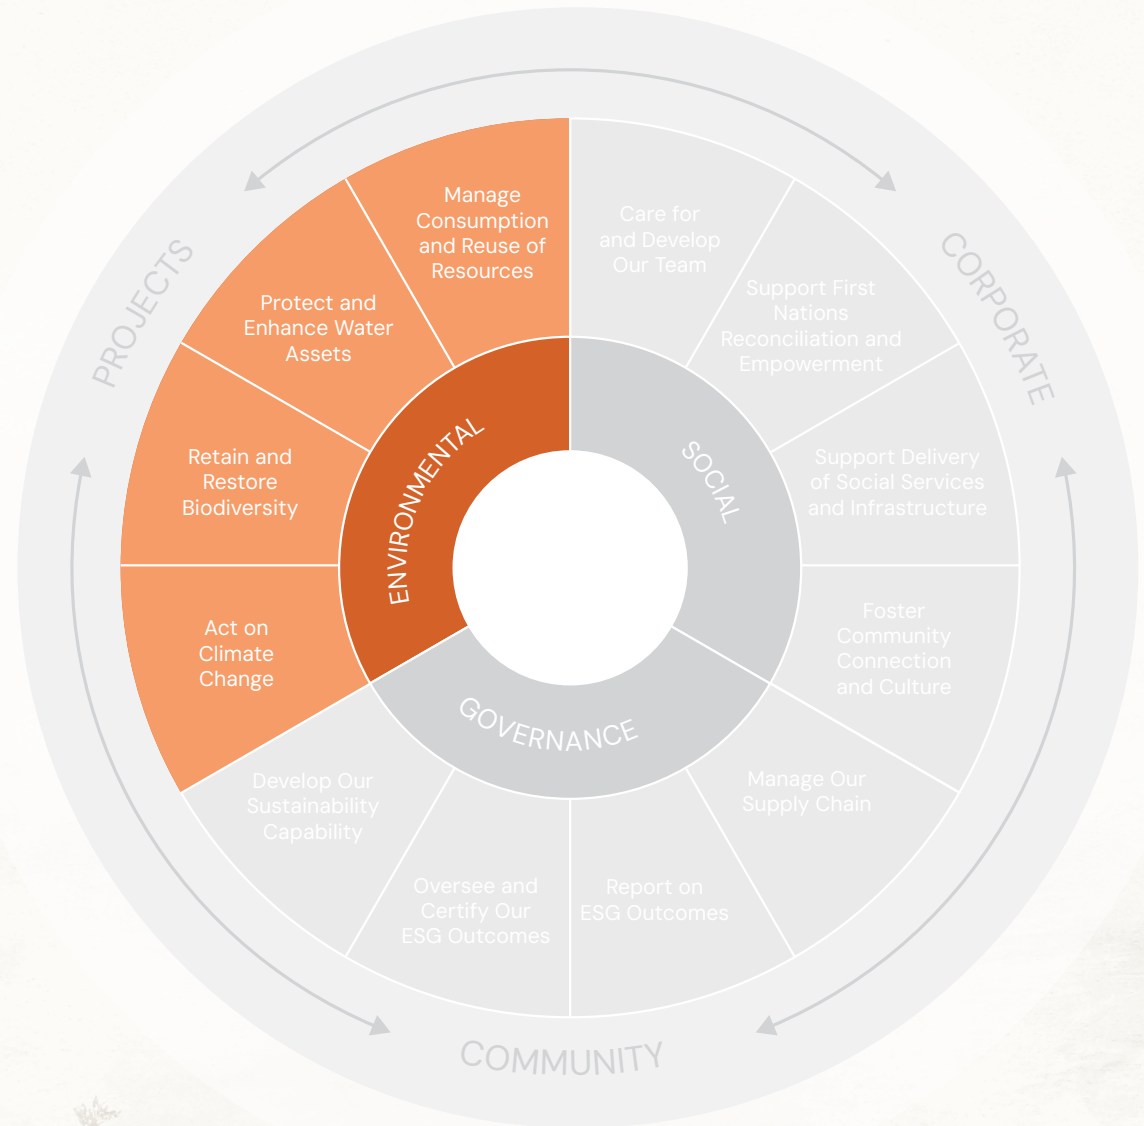 PROJECTS
CORPORATE
COMMUNITY
ENVIRONMENTAL
SOCIAL
GOVERNANCE
Manage
Consumption
and Reuse of
Resources
Protect and
Enhance Water
Assets
Retain and
Restore
Biodiversity
Act on
Climate
Change
Care for
and Develop
Our Team
Support First
Nations
Reconciliation and
Empowerment
Support Delivery
of Social Services
and Infrastructure
Foster
Community
Connection
and Culture
Manage Our
Supply Chain
Report on
ESG Outcomes
Oversee and
Certify Our
ESG Outcomes
Develop Our
Sustainability
Capability